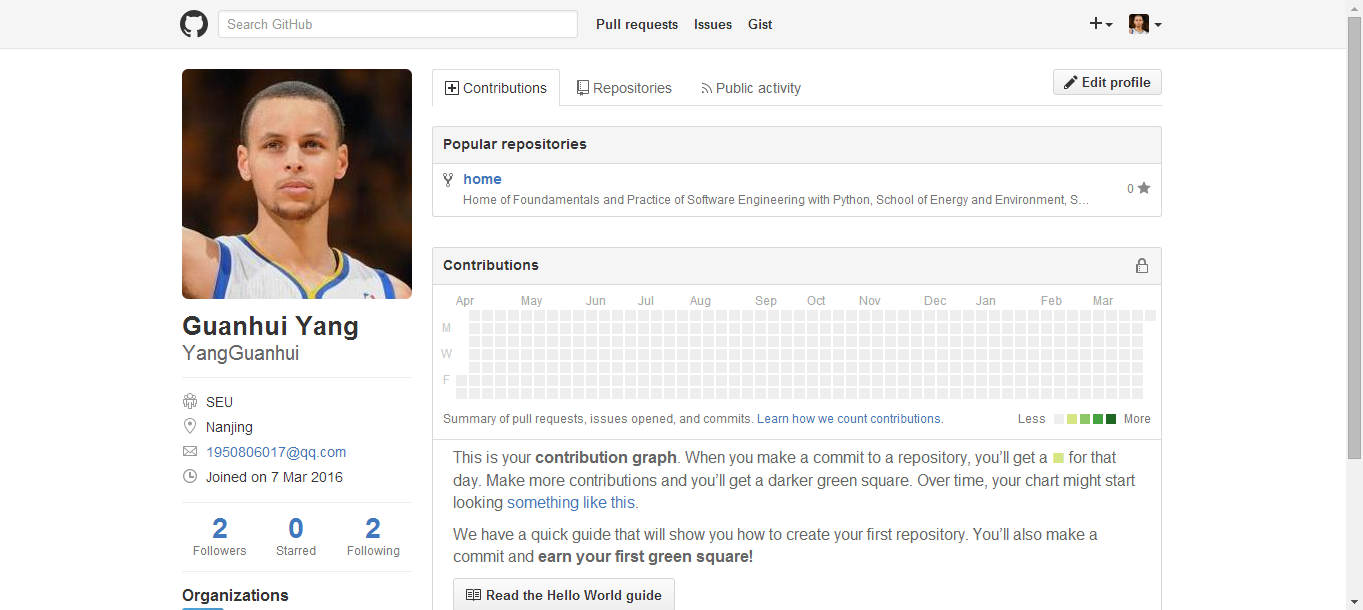 Search GitHub
Pull requests
Issues
Gist
Contributions
Repositories
Public activity
Edit profile
Popular repositories
home
Home of Foundamentals and Practice of Software Engineering with Python, School of Energy and Environment, S...
0
Contributions
Apr May Jun Jul Aug Sep Oct Nov Dec Jan Feb Mar
M
W
F
Summary of pull requests, issues opened, and commits. Learn how we count contributions.
Less
More
This is your contribution graph. When you make a commit to a repository, you’ll get a for that
day. Make more contributions and you’ll get a darker green square. Over time, your chart might start
looking something like this.
We have a quick guide that will show you how to create your first repository. You’ll also make a
commit and earn your first green square!
Read the Hello World guide
Guanhui Yang
YangGuanhui
SEU
Nanjing
1950806017@qq.com
Joined on 7 Mar 2016
2 0 2
Followers Starred Following
Organizations